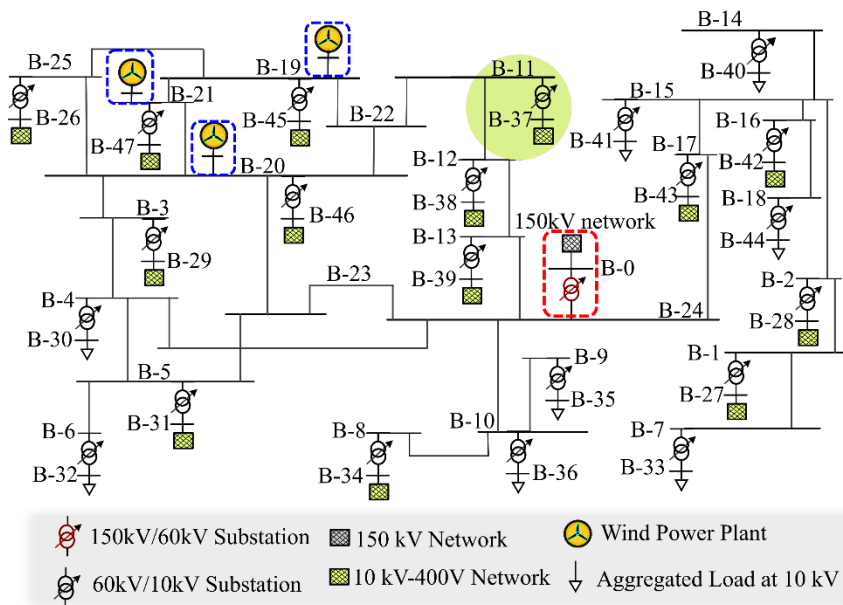 B-14
B-25
B-19
B-11
B-40
B-15
B-21
B-22
B-26
B-45
B-37
B-16
B-47
B-41
B-17
B-20
B-12
B-42
B-43
B-18
B-3
B-46
B-38
B-13
150kV network
B-44
B-29
B-23
B-39
B-0
B-2
B-4
B-24
B-28
B-30
B-9
B-1
B-5
B-35
B-27
B-6
B-31
B-8
B-10
B-7
B-32
B-34
B-36
B-33
150kV/60kV Substation
150 kV Network
Wind Power Plant
60kV/10kV Substation
10 kV-400V Network
Aggregated Load at 10 kV